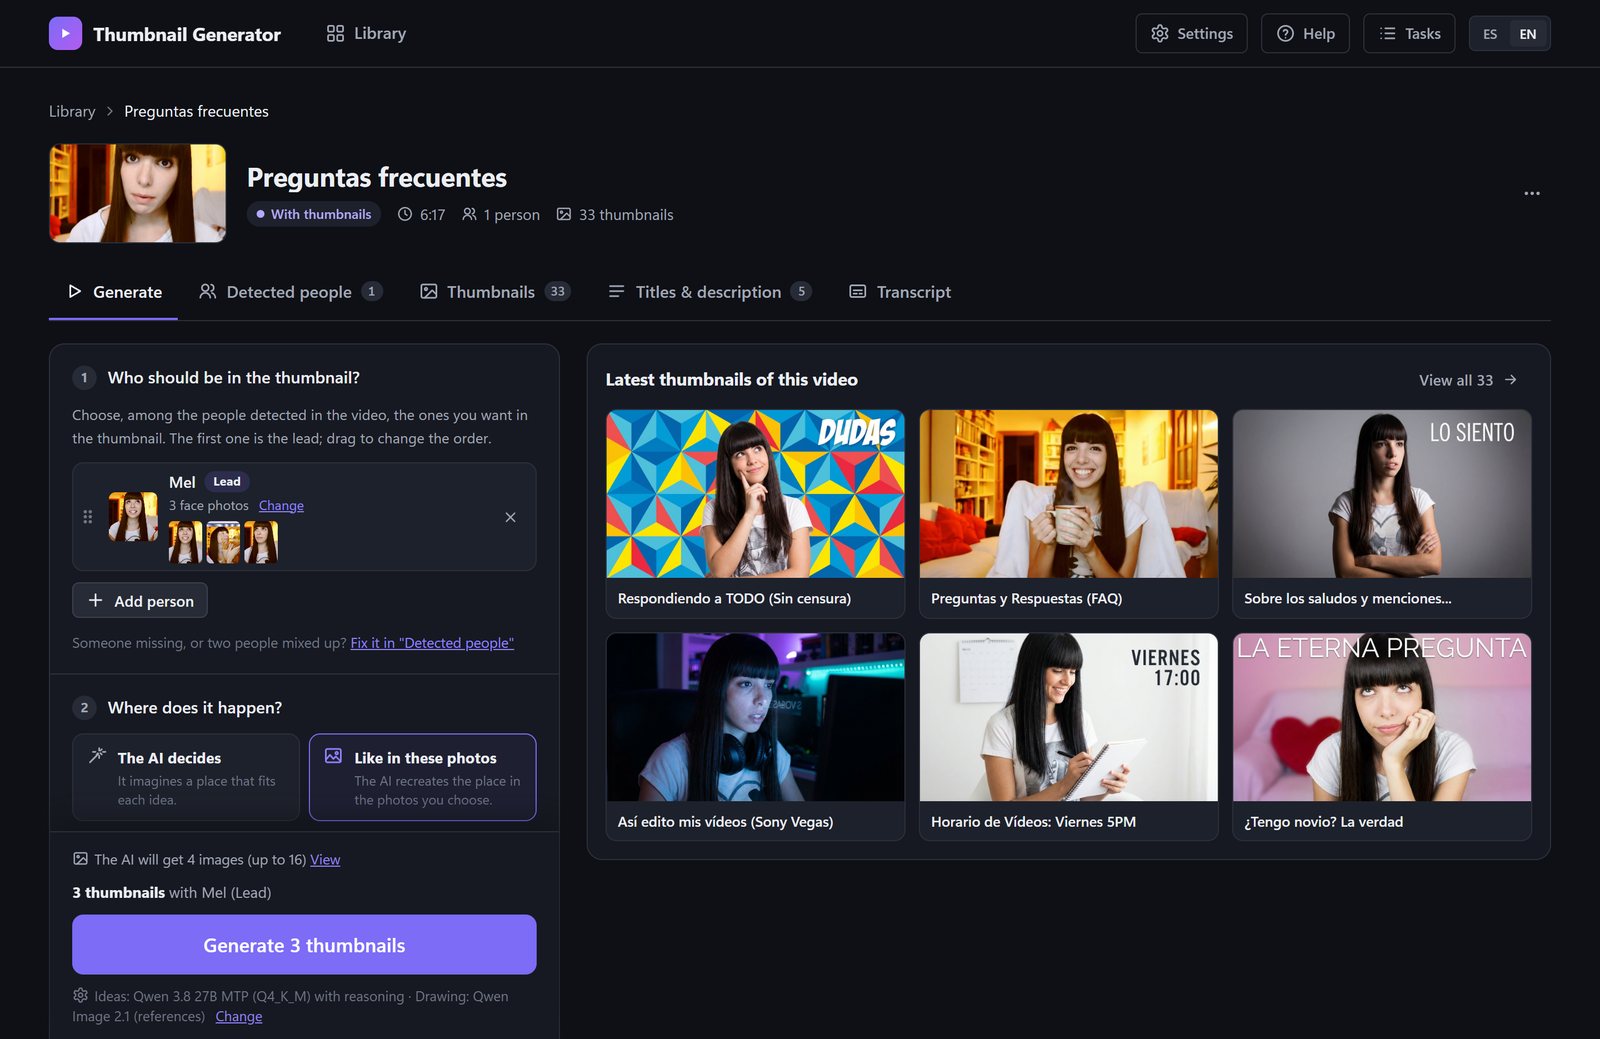 Thumbnail Generator
Library
Settings
Help
Tasks
ES
EN
Library > Preguntas frecuentes
Preguntas frecuentes
With thumbnails
6:17
1 person
33 thumbnails
Generate
Detected people 1
Thumbnails 33
Titles & description 5
Transcript
1 Who should be in the thumbnail?
Choose, among the people detected in the video, the ones you want in
the thumbnail. The first one is the lead; drag to change the order.
Mel Lead
3 face photos Change
Add person
Someone missing, or two people mixed up? Fix it in "Detected people"
2 Where does it happen?
The AI decides
It imagines a place that fits
each idea.
Like in these photos
The AI recreates the place in
the photos you choose.
The AI will get 4 images (up to 16) View
3 thumbnails with Mel (Lead)
Generate 3 thumbnails
Ideas: Qwen 3.8 27B MTP (Q4_K_M) with reasoning · Drawing: Qwen
Image 2.1 (references) Change
Latest thumbnails of this video
View all 33
DUDAS
Respondiendo a TODO (Sin censura)
Preguntas y Respuestas (FAQ)
LO SIENTO
Sobre los saludos y menciones...
Así edito mis vídeos (Sony Vegas)
VIERNES
17:00
Horario de Vídeos: Viernes 5PM
LA ETERNA PREGUNTA
¿Tengo novio? La verdad